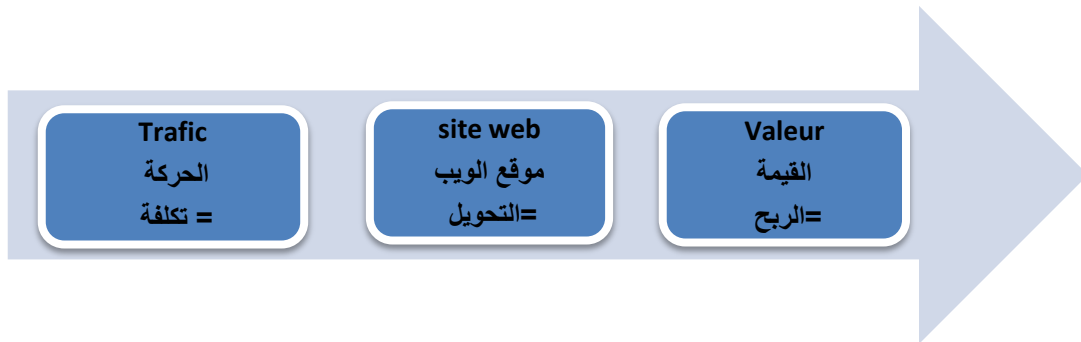 Trafic
الحركة
= تكلفة
site web
موقع الويب
=التحويل
Valeur
القيمة
=الربح